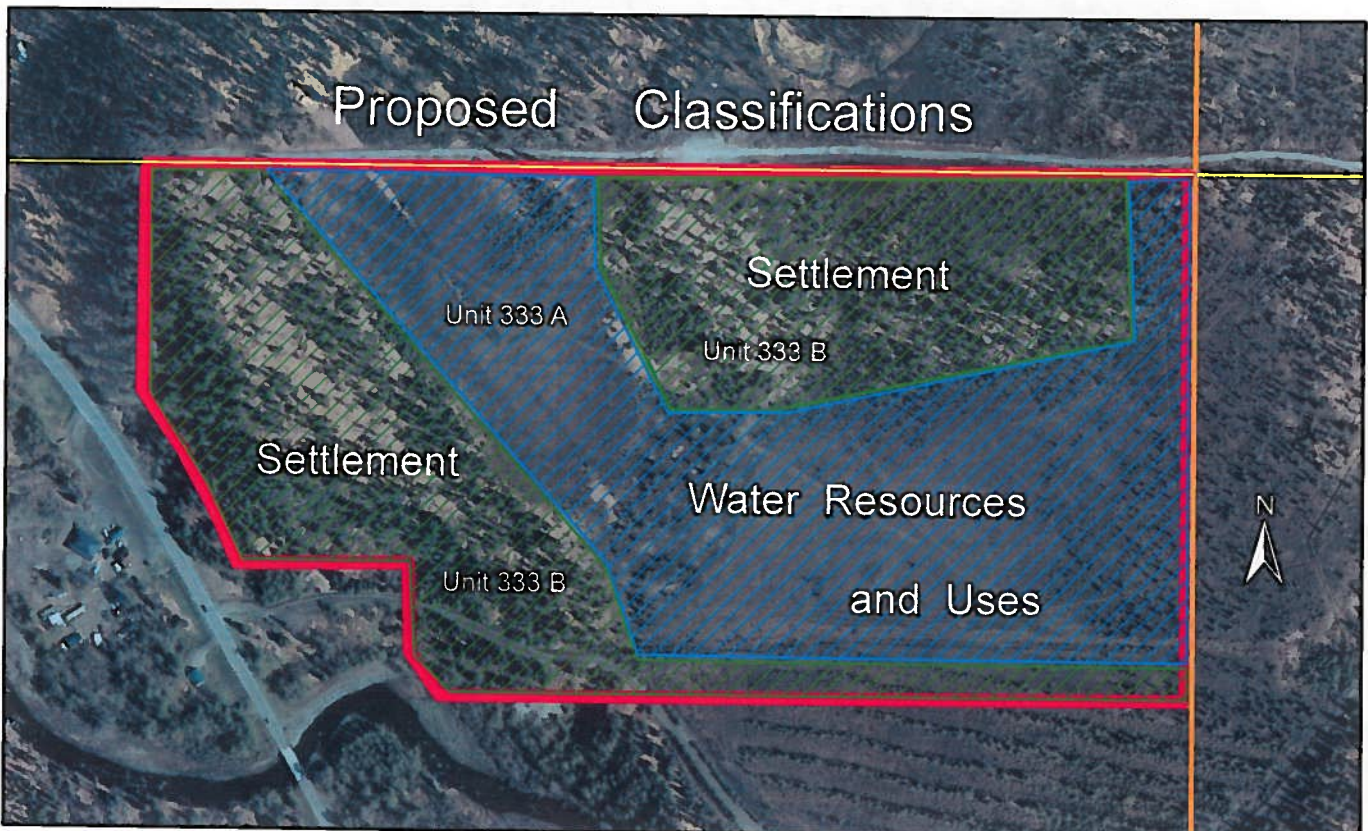 Proposed Classifications
Settlement
Unit 333 A
Unit 333 B
Settlement
Water Resources
N
Unit 333 B
and Uses